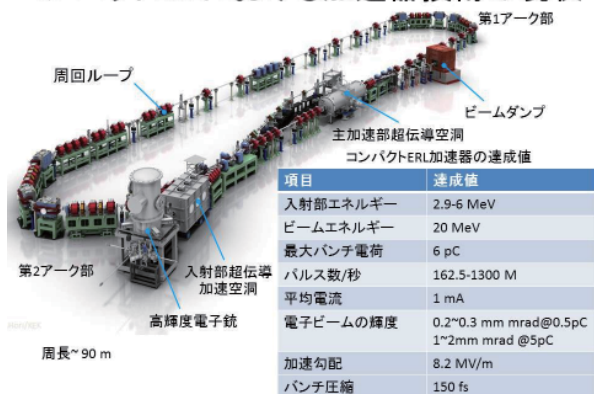 第1アーク部
周回ループ
ビームダンプ
主加速部超伝導空洞
コンパクトERL加速器の達成値
項目 達成値
入射部エネルギー 2.9-6 MeV
ビームエネルギー 20 MeV
最大バンチ電荷 6 pC
パルス数/秒 162.5-1300 M
平均電流 1 mA
電子ビームの輝度 0.2~0.3 mm mrad@0.5pC
1~2mm mrad @5pC
加速勾配 8.2 MV/m
バンチ圧縮 150 fs
第2アーク部
入射部超伝導
加速空洞
高輝度電子銃
周長~ 90 m